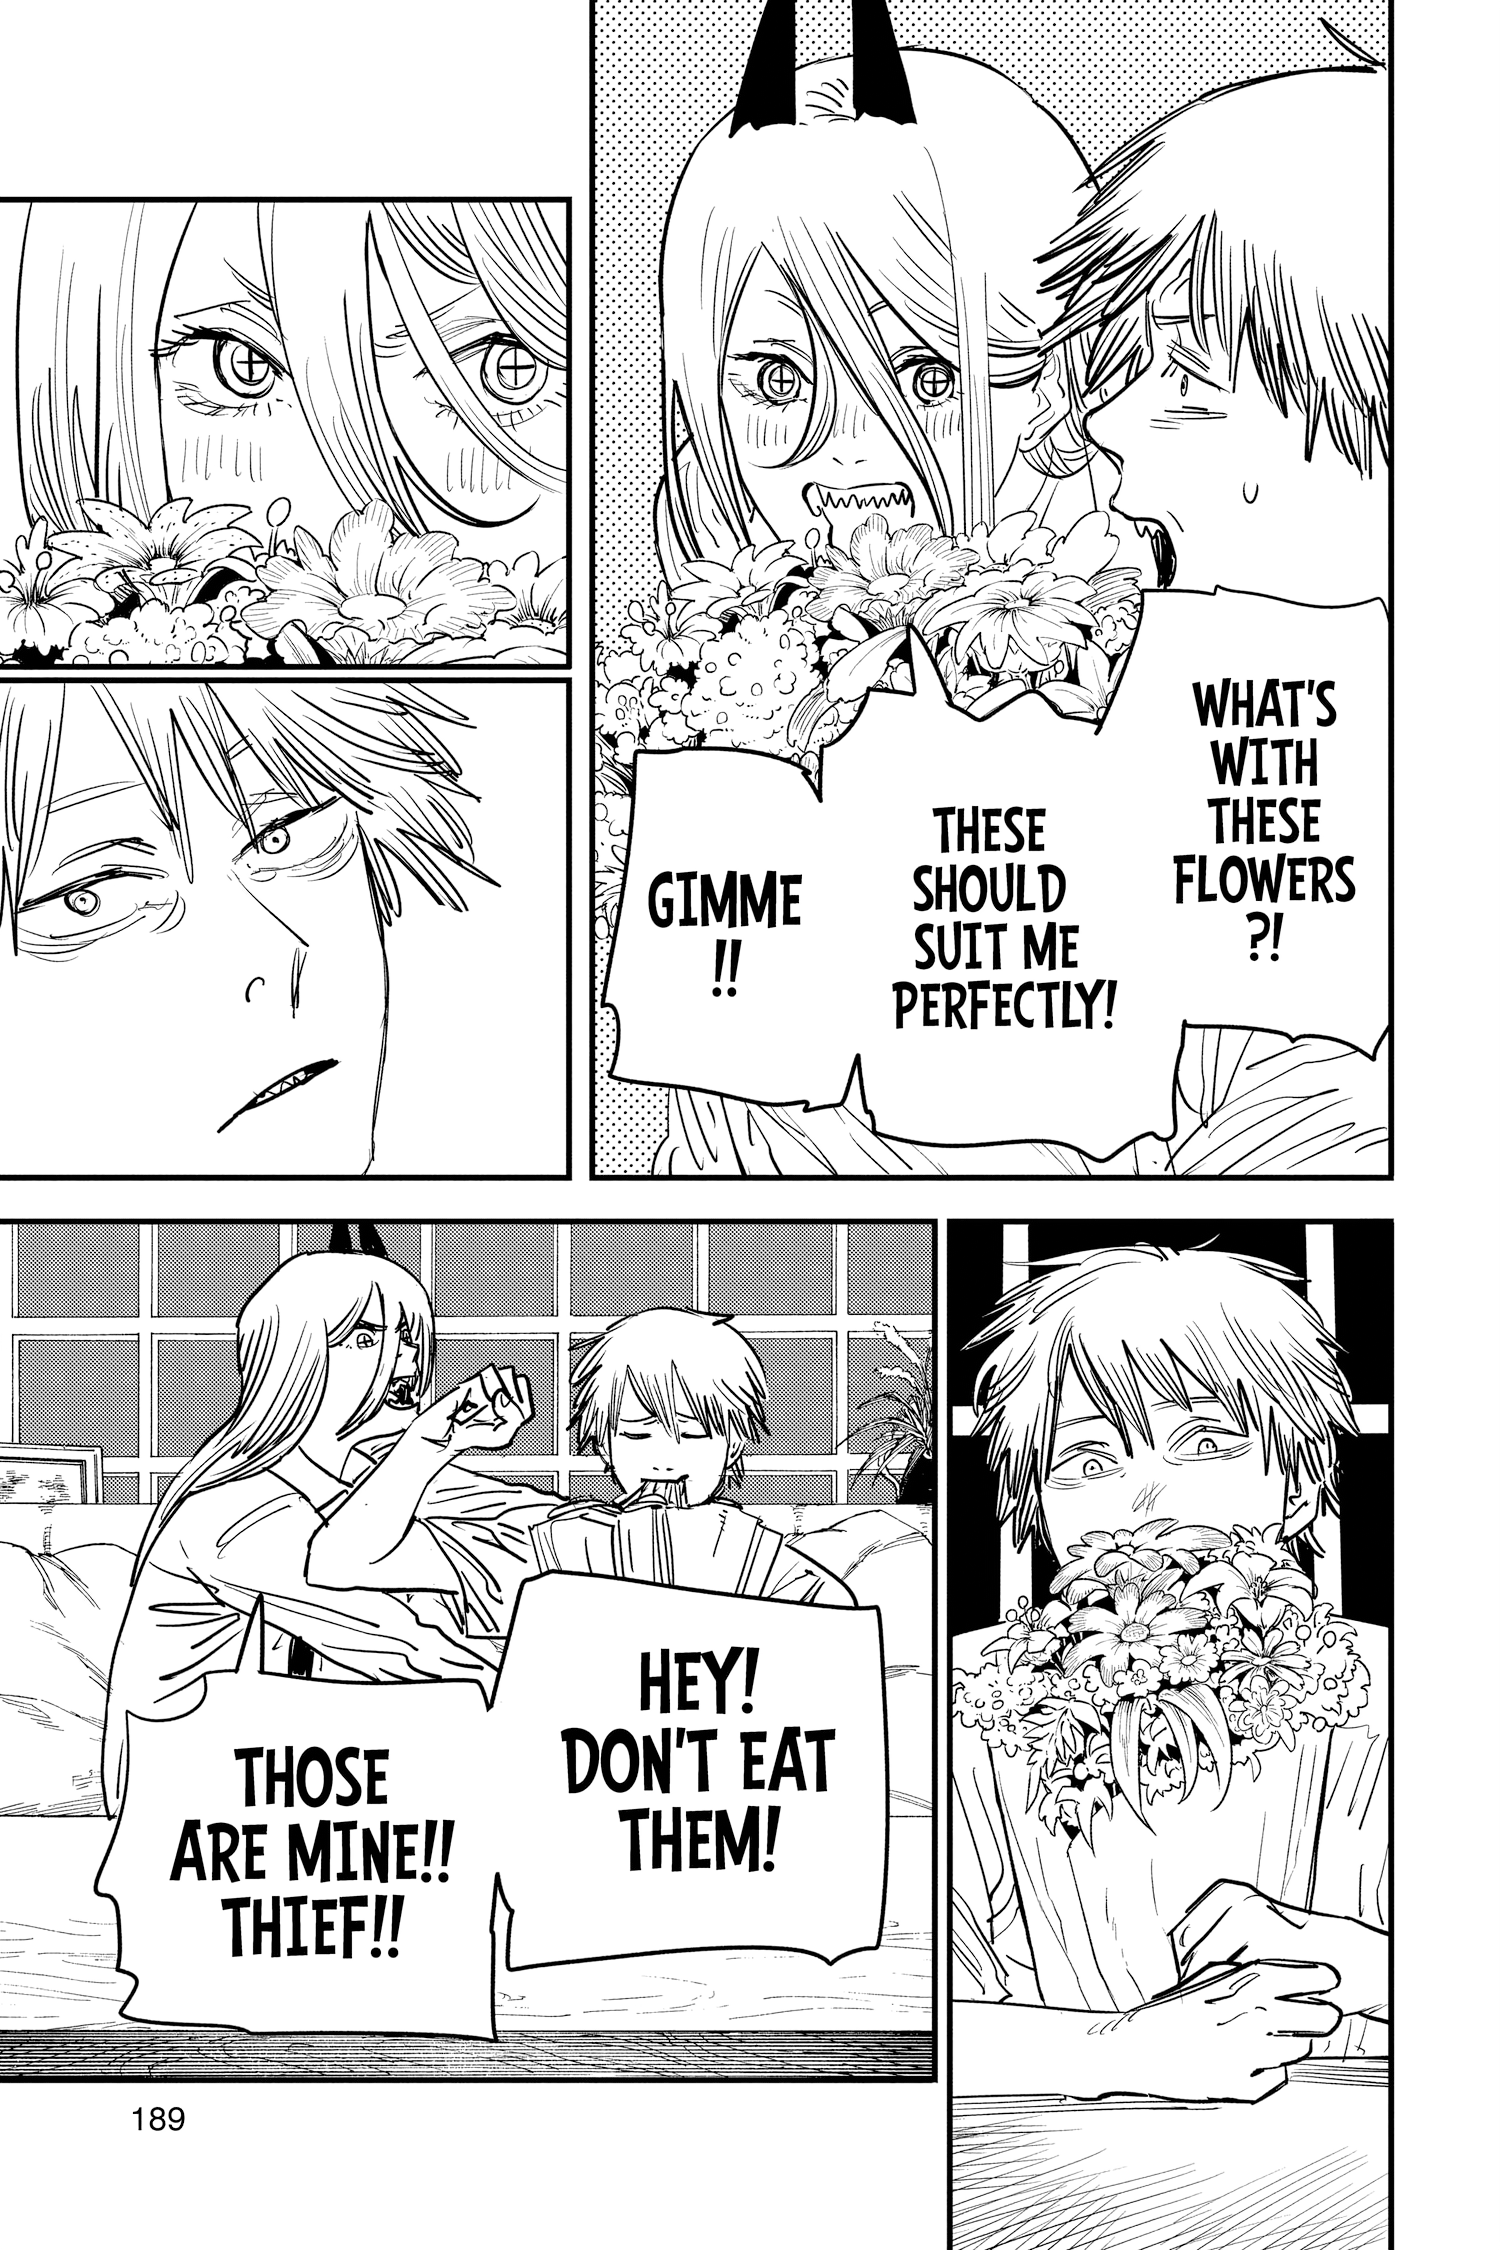 WHAT'S
WITH
THESE
FLOWERS
?!
THESE
SHOULD
SUIT ME
PERFECTLY!
GIMME
!!
HEY!
DON'T EAT
THEM!
THOSE
ARE MINE!!
THIEF!!
189